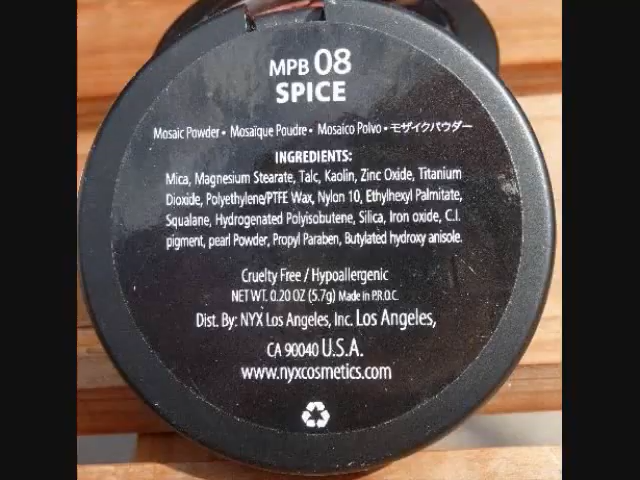 MPB 08
SPICE
Mosaic Powder • Mosaïque Poudre • Mosaico Polvo • モザイクパウダー
INGREDIENTS:
Mica, Magnesium Stearate, Talc, Kaolin, Zinc Oxide, Titanium
Dioxide, Polyethylene/PTFE Wax, Nylon 10, Ethylhexyl Palmitate,
Squalane, Hydrogenated Polyisobutene, Silica, Iron oxide, C.I.
pigment, pearl Powder, Propyl Paraben, Butylated hydroxy anisole.
Cruelty Free / Hypoallergenic
NET WT. 0.20 OZ (5.7g) Made in P.R.O.C.
Dist. By: NYX Los Angeles, Inc. Los Angeles,
CA 90040 U.S.A.
www.nyxcosmetics.com